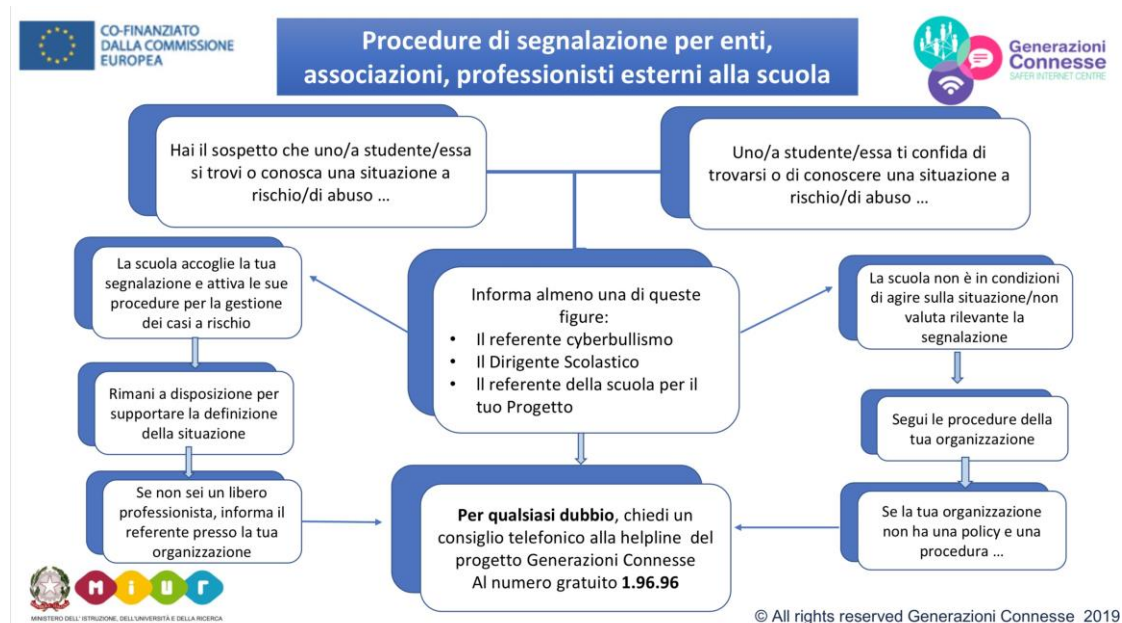 CO-FINANZIATO
DALLA COMMISSIONE
EUROPEA
Procedure di segnalazione per enti,
associazioni, professionisti esterni alla scuola
Generazioni
Connesse
SAFER INTERNET CENTRE
Hai il sospetto che uno/a studente/essa
si trovi o conosca una situazione a
rischio/di abuso ...
Uno/a studente/essa ti confida di
trovarsi o di conoscere una situazione a
rischio/di abuso ...
La scuola accoglie la tua
segnalazione e attiva le sue
procedure per la gestione
dei casi a rischio
Informa almeno una di queste
figure:
• Il referente cyberbullismo
• Il Dirigente Scolastico
• Il referente della scuola per il
tuo Progetto
La scuola non è in condizioni
di agire sulla situazione/non
valuta rilevante la
segnalazione
Rimani a disposizione per
supportare la definizione
della situazione
Segui le procedure della
tua organizzazione
Se non sei un libero
professionista, informa il
referente presso la tua
organizzazione
Per qualsiasi dubbio, chiedi un
consiglio telefonico alla helpline del
progetto Generazioni Connesse
Al numero gratuito 1.96.96
Se la tua organizzazione
non ha una policy e una
procedura ...
MiUr
MINISTERO DELL' ISTRUZIONE, DELL'UNIVERSITÀ E DELLA RICERCA
© All rights reserved Generazioni Connesse 2019